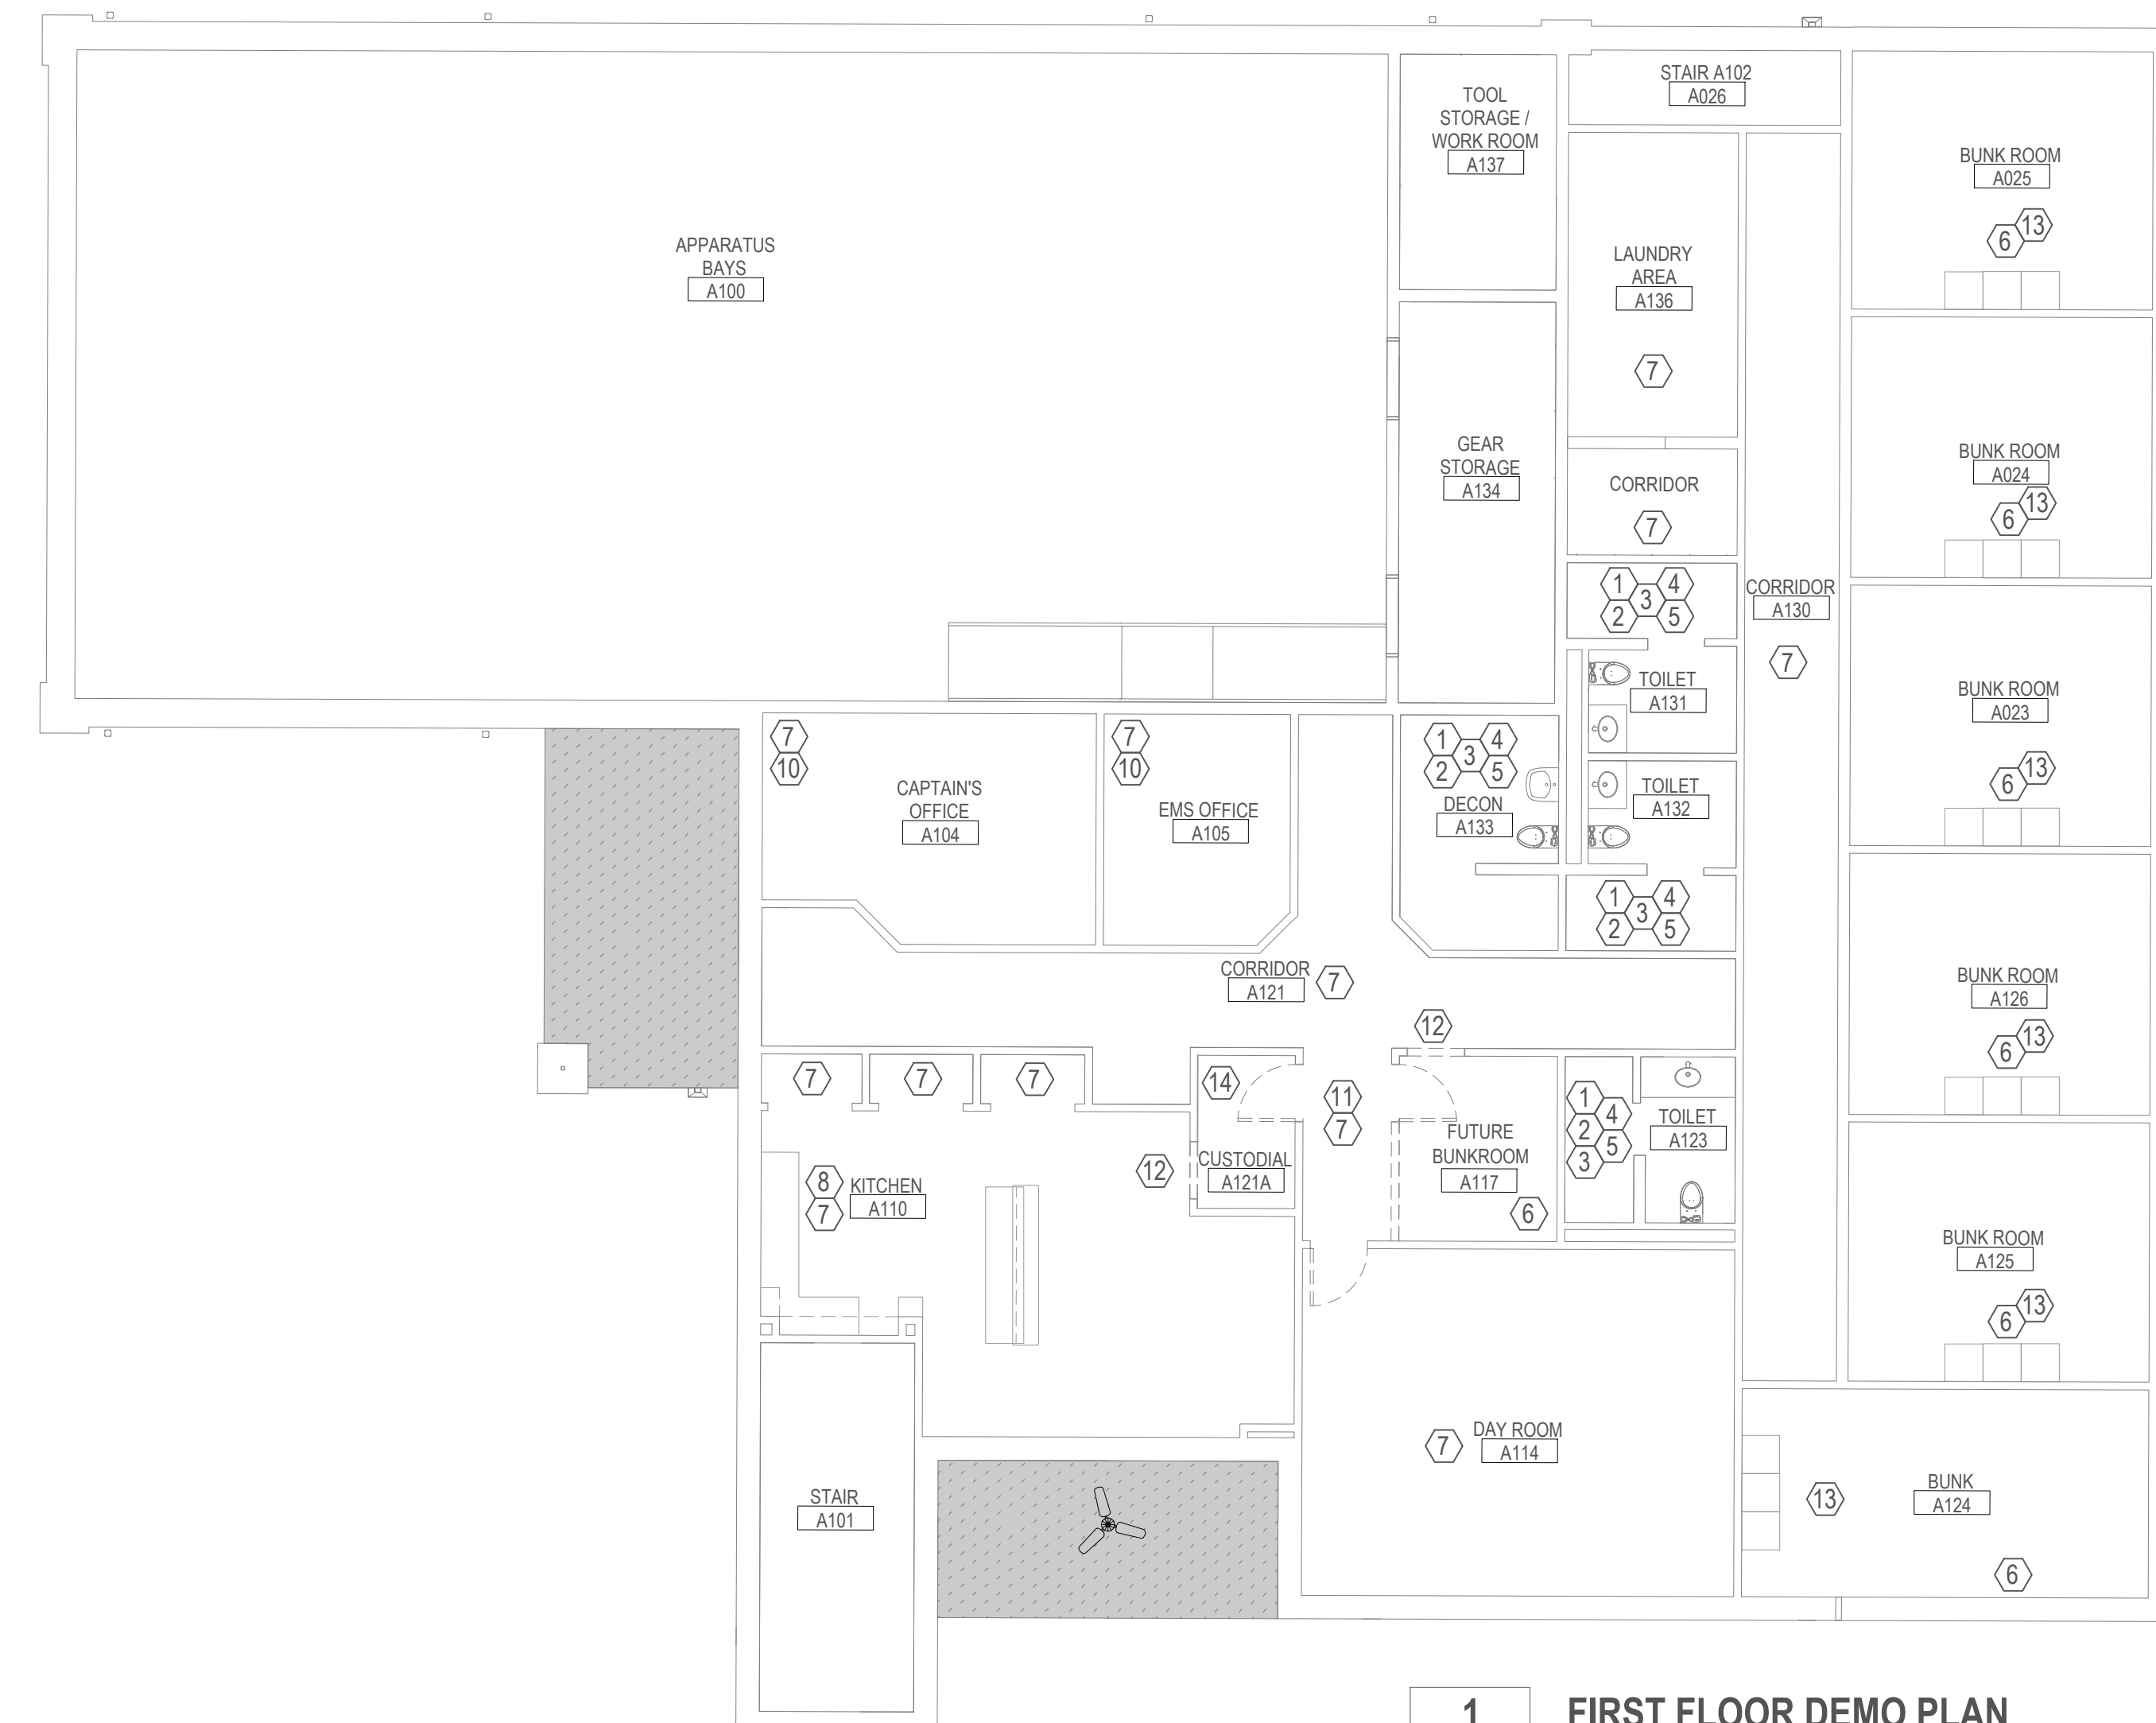 STAIR A102
A026
TOOL
STORAGE /
WORK ROOM
A137
BUNK ROOM
A025
6
13
APPARATUS
BAYS
A100
LAUNDRY
AREA
A136
7
GEAR
STORAGE
A134
CORRIDOR
7
BUNK ROOM
A024
6
13
1
2
3
4
5
CORRIDOR
A130
7
TOILET
A131
BUNK ROOM
A023
6
13
7
10
CAPTAIN'S
OFFICE
A104
7
10
EMS OFFICE
A105
1
2
3
4
5
DECON
A133
TOILET
A132
1
2
3
4
5
CORRIDOR
A121
7
12
BUNK ROOM
A126
6
13
7
7
7
14
11
7
12
CUSTODIAL
A121A
FUTURE
BUNKROOM
A117
6
1
2
3
4
5
TOILET
A123
8
7
KITCHEN
A110
BUNK ROOM
A125
6
13
7
DAY ROOM
A114
13
BUNK
A124
6
STAIR
A101
1
FIRST FLOOR DEMO PLAN